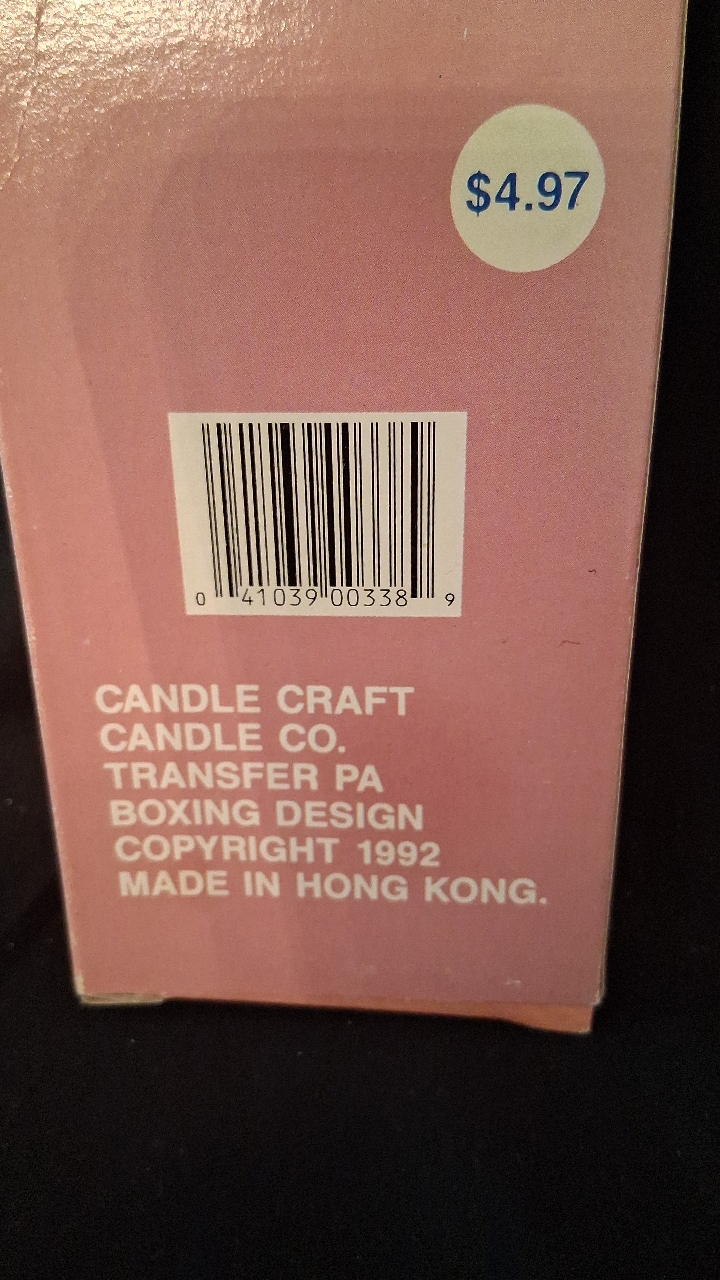 $4.97
0 41039 00338 9
CANDLE CRAFT
CANDLE CO.
TRANSFER PA
BOXING DESIGN
COPYRIGHT 1992
MADE IN HONG KONG.